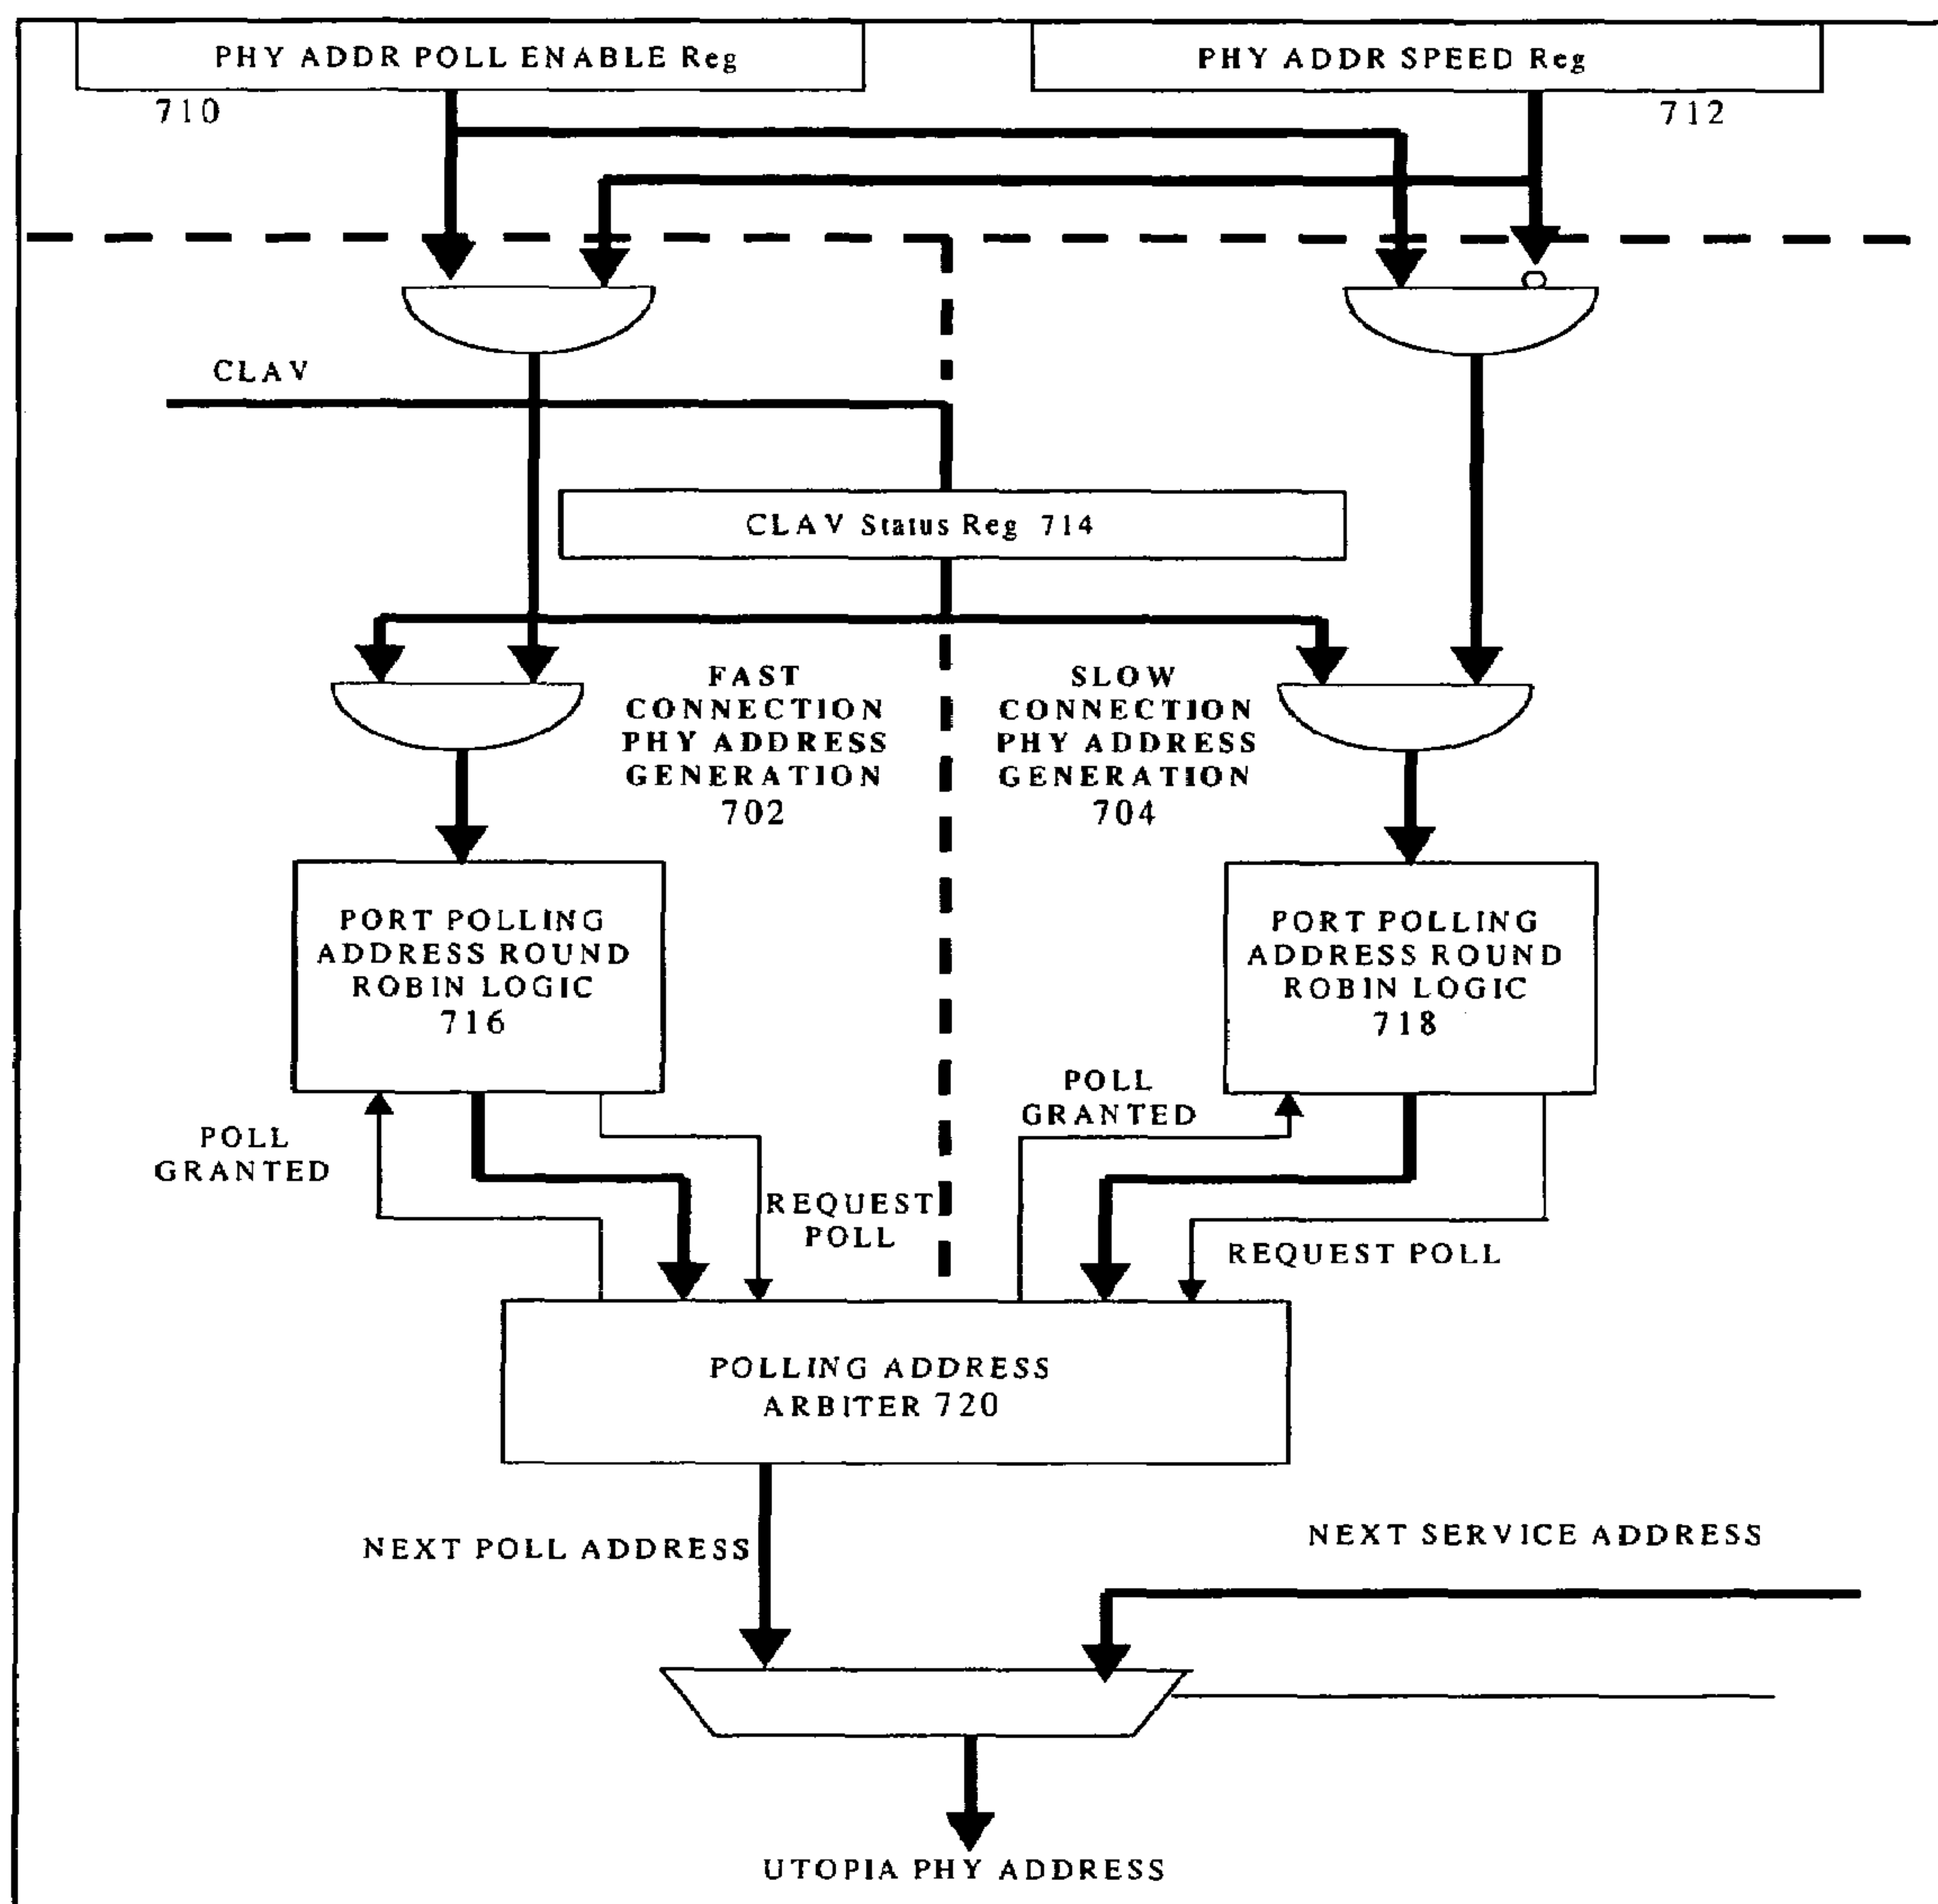 PHY ADDR POLL ENABLE Reg
710
PHY ADDR SPEED Reg
712
CLAV
CLAV Status Reg 714
FAST
CONNECTION
PHY ADDRESS
GENERATION
702
SLOW
CONNECTION
PHY ADDRESS
GENERATION
704
PORT POLLING
ADDRESS ROUND
ROBIN LOGIC
716
PORT POLLING
ADDRESS ROUND
ROBIN LOGIC
718
POLL
GRANTED
REQUEST
POLL
POLL
GRANTED
REQUEST POLL
POLLING ADDRESS
ARBITER 720
NEXT POLL ADDRESS
NEXT SERVICE ADDRESS
UTOPIA PHY ADDRESS